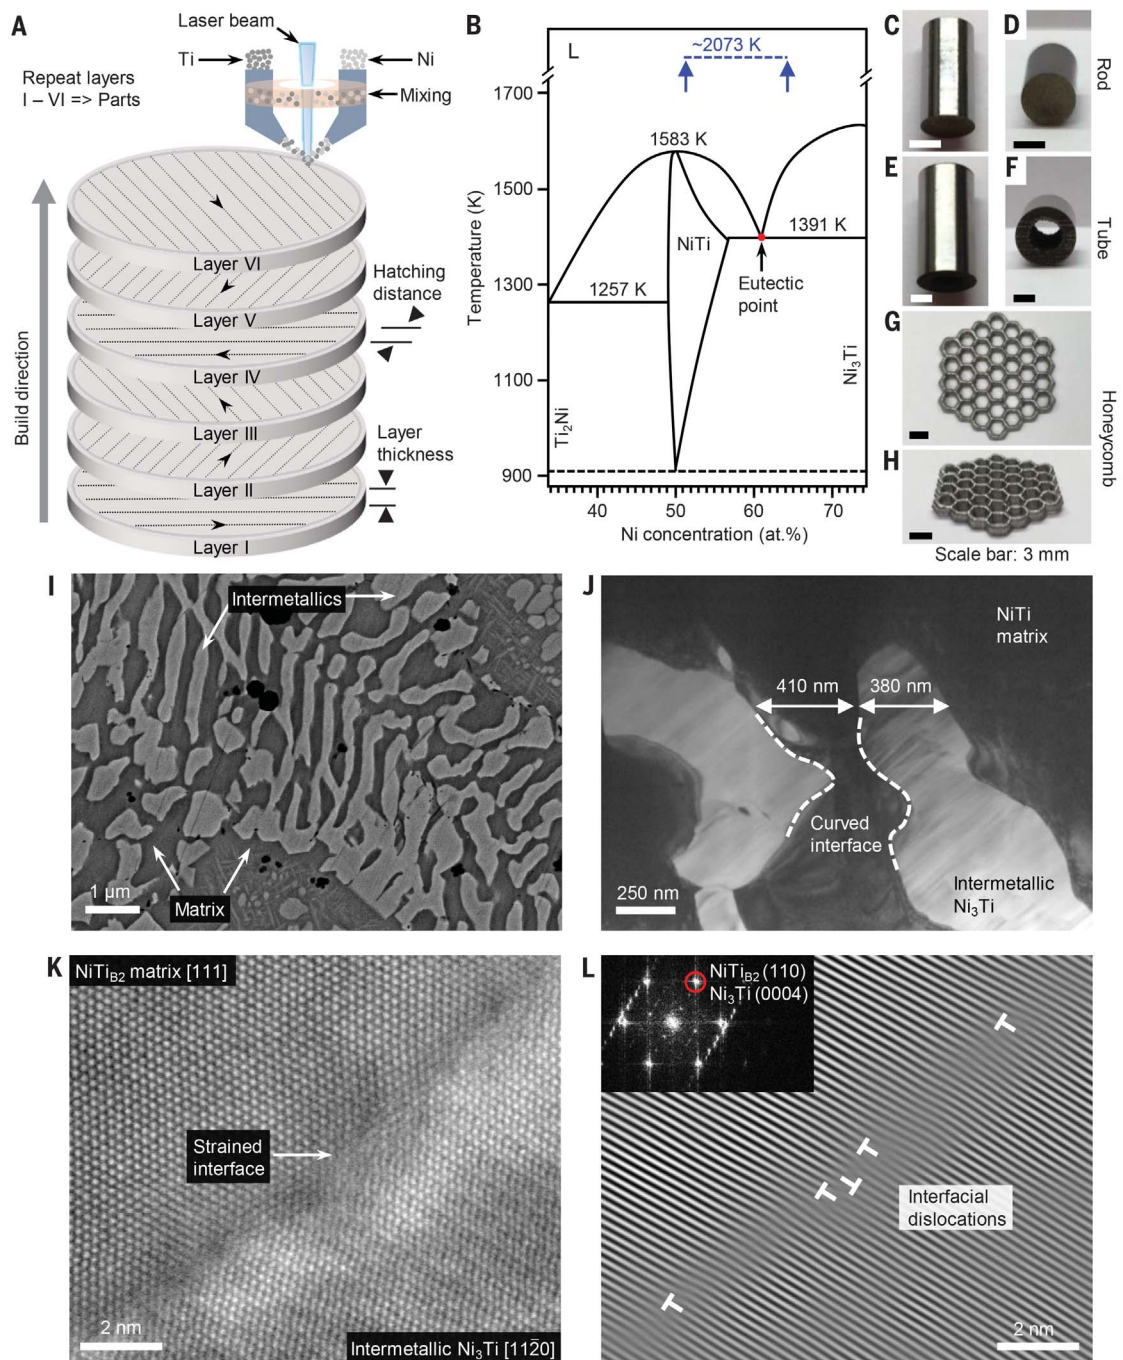 A
Laser beam
Ti
Ni
Repeat layers
I – VI => Parts
Mixing
Build direction
Layer VI
Layer V
Layer IV
Layer III
Layer II
Layer I
Hatching
distance
Layer
thickness
B
L
~2073 K
1700
1583 K
1500
NiTi
1391 K
Eutectic
point
1300
1257 K
1100
900
Ti2Ni
Ni3Ti
Temperature (K)
40
50
60
70
Ni concentration (at.%)
C
D
Rod
E
F
Tube
G
H
Honeycomb
Scale bar: 3 mm
I
Intermetallics
Matrix
1 μm
J
NiTi
matrix
410 nm
380 nm
Curved
interface
Intermetallic
Ni3Ti
250 nm
K
NiTiB2 matrix [111]
Strained
interface
2 nm
Intermetallic Ni3Ti [112̄0]
L
NiTiB2 (110)
Ni3Ti (0004)
Interfacial
dislocations
2 nm